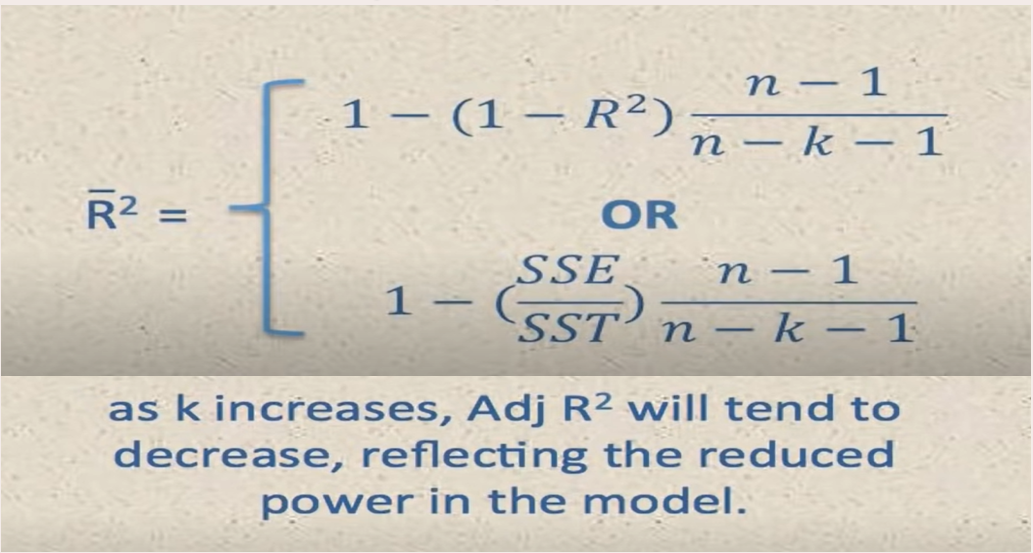 R̅² =
1 − (1 − R²) (n − 1)/(n − k − 1)
OR
1 − (SSE/SST) (n − 1)/(n − k − 1)
as k increases, Adj R² will tend to
decrease, reflecting the reduced
power in the model.